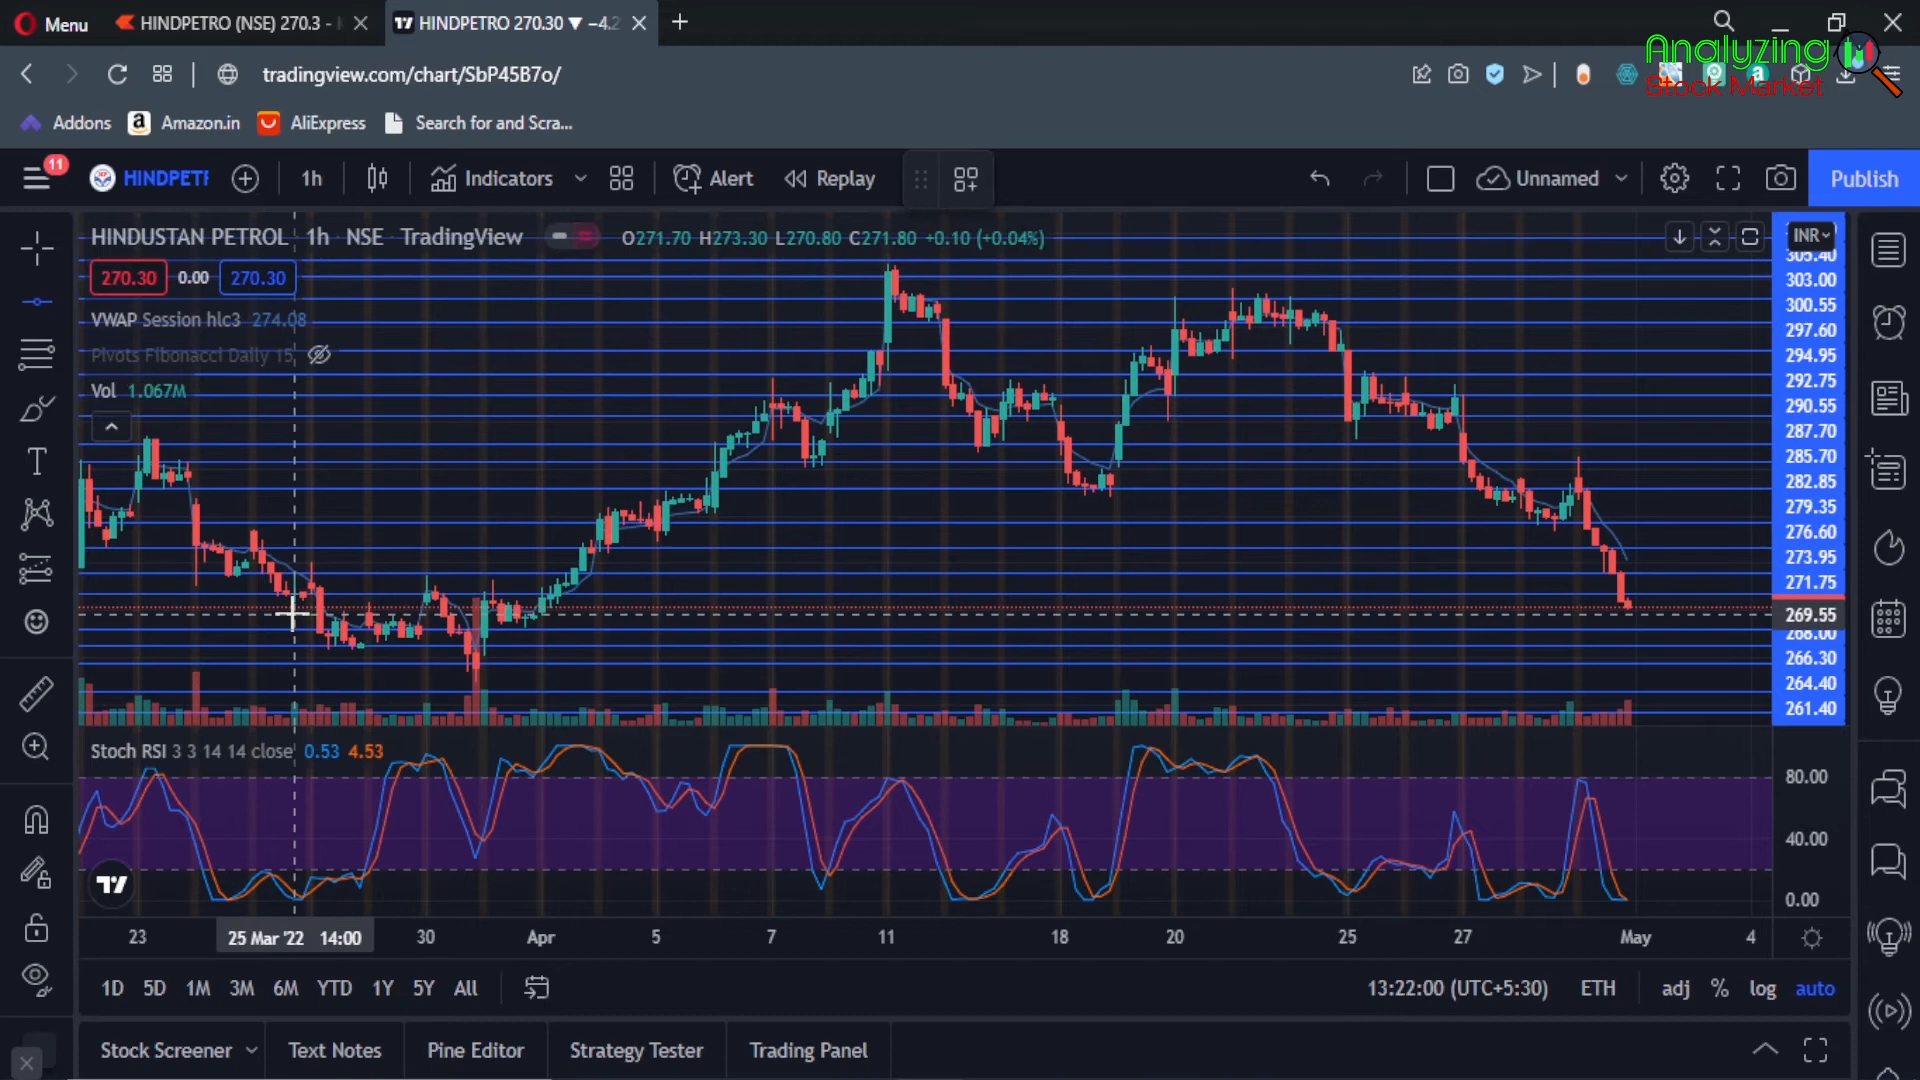 Menu
HINDPETRO (NSE) 270.3 -
HINDPETRO 270.30 ▼ −4.2
Analyzing
Stock Market
tradingview.com/chart/SbP45B7o/
Addons
Amazon.in
AliExpress
Search for and Scra...
11
HINDPETR
1h
Indicators
Alert
Replay
Unnamed
Publish
HINDUSTAN PETROL 1h NSE TradingView O271.70 H273.30 L270.80 C271.80 +0.10 (+0.04%)
INR
270.30 0.00 270.30
VWAP Session hlc3 274.08
Pivots Fibonacci Daily 15
Vol 1.067M
305.40
303.00
300.55
297.60
294.95
292.75
290.55
287.70
285.70
282.85
279.35
276.60
273.95
271.75
269.55
268.00
266.30
264.40
261.40
Stoch RSI 3 3 14 14 close 0.53 4.53
80.00
40.00
0.00
23 25 Mar '22 14:00 30 Apr 5 7 11 18 20 25 27 May 4
1D 5D 1M 3M 6M YTD 1Y 5Y All 13:22:00 (UTC+5:30) ETH adj % log auto
Stock Screener Text Notes Pine Editor Strategy Tester Trading Panel